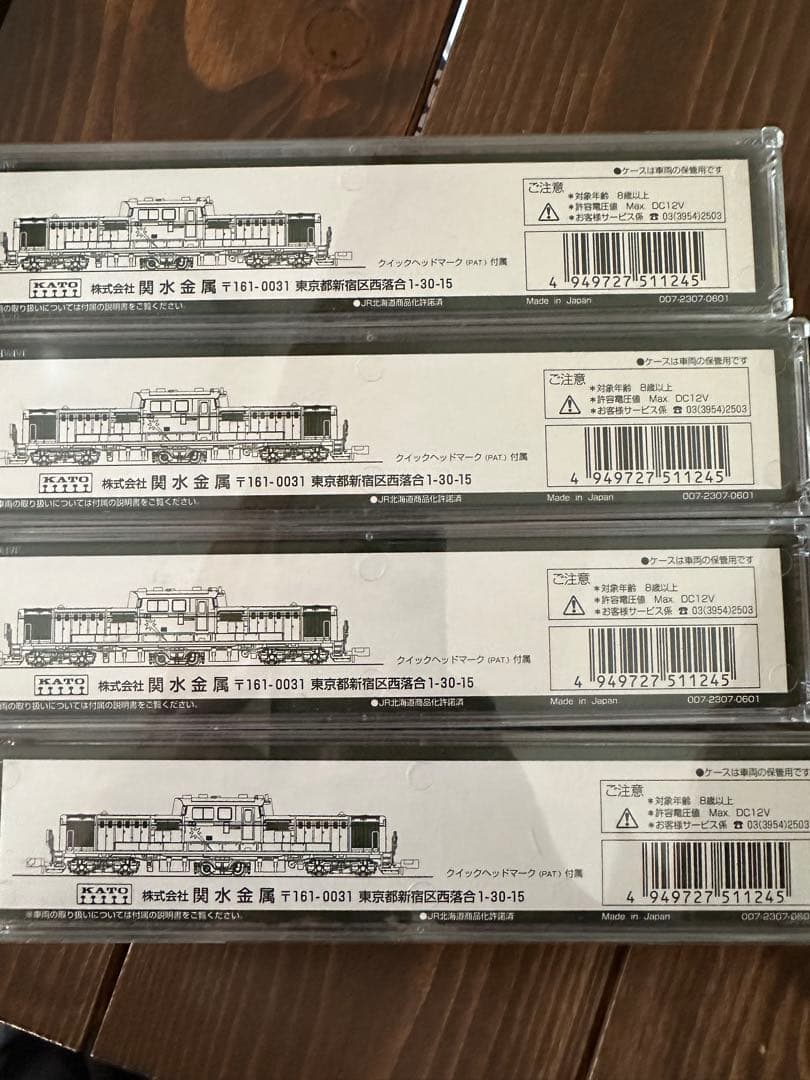 ●ケースは車両の保管用です
ご注意
＊対象年齢 8歳以上
＊許容電圧値 Max. DC12V
＊お客様サービス係 ☎ 03(3954)2503
クイックヘッドマーク(PAT.)付属
4 949727 511245
KATO 株式会社 関水金属 〒161-0031 東京都新宿区西落合1-30-15
両の取り扱いについては付属の説明書をご覧ください。
●JR北海道商品化許諾済
Made in Japan 007-2307-0601
●ケースは車両の保管用です
ご注意
＊対象年齢 8歳以上
＊許容電圧値 Max. DC12V
＊お客様サービス係 ☎ 03(3954)2503
クイックヘッドマーク(PAT.)付属
4 949727 511245
KATO 株式会社 関水金属 〒161-0031 東京都新宿区西落合1-30-15
車両の取り扱いについては付属の説明書をご覧ください。
●JR北海道商品化許諾済
Made in Japan 007-2307-0601
●ケースは車両の保管用です
ご注意
＊対象年齢 8歳以上
＊許容電圧値 Max. DC12V
＊お客様サービス係 ☎ 03(3954)2503
クイックヘッドマーク(PAT.)付属
4 949727 511245
KATO 株式会社 関水金属 〒161-0031 東京都新宿区西落合1-30-15
車両の取り扱いについては付属の説明書をご覧ください。
●JR北海道商品化許諾済
Made in Japan 007-2307-0601
●ケースは車両の保管用です
ご注意
＊対象年齢 8歳以上
＊許容電圧値 Max. DC12V
＊お客様サービス係 ☎ 03(3954)2503
クイックヘッドマーク(PAT.)付属
4 949727 511245
KATO 株式会社 関水金属 〒161-0031 東京都新宿区西落合1-30-15
※車両の取り扱いについては付属の説明書をご覧ください。
●JR北海道商品化許諾済
Made in Japan 007-2307-060